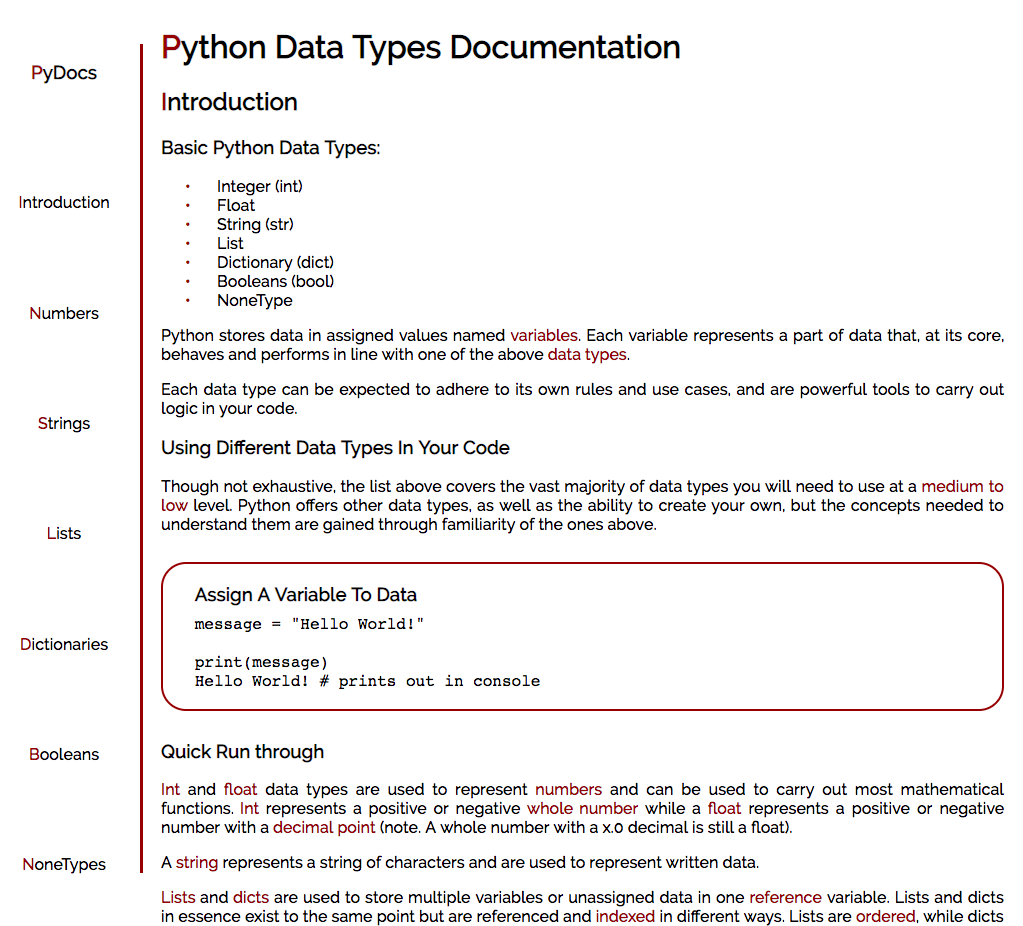 PyDocs
Introduction
Numbers
Strings
Lists
Dictionaries
Booleans
NoneTypes
Python Data Types Documentation
Introduction
Basic Python Data Types:
• Integer (int)
• Float
• String (str)
• List
• Dictionary (dict)
• Booleans (bool)
• NoneType
Python stores data in assigned values named variables. Each variable represents a part of data that, at its core,
behaves and performs in line with one of the above data types.
Each data type can be expected to adhere to its own rules and use cases, and are powerful tools to carry out
logic in your code.
Using Different Data Types In Your Code
Though not exhaustive, the list above covers the vast majority of data types you will need to use at a medium to
low level. Python offers other data types, as well as the ability to create your own, but the concepts needed to
understand them are gained through familiarity of the ones above.
Assign A Variable To Data
message = "Hello World!"
print(message)
Hello World! # prints out in console
Quick Run through
Int and float data types are used to represent numbers and can be used to carry out most mathematical
functions. Int represents a positive or negative whole number while a float represents a positive or negative
number with a decimal point (note. A whole number with a x.0 decimal is still a float).
A string represents a string of characters and are used to represent written data.
Lists and dicts are used to store multiple variables or unassigned data in one reference variable. Lists and dicts
in essence exist to the same point but are referenced and indexed in different ways. Lists are ordered, while dicts